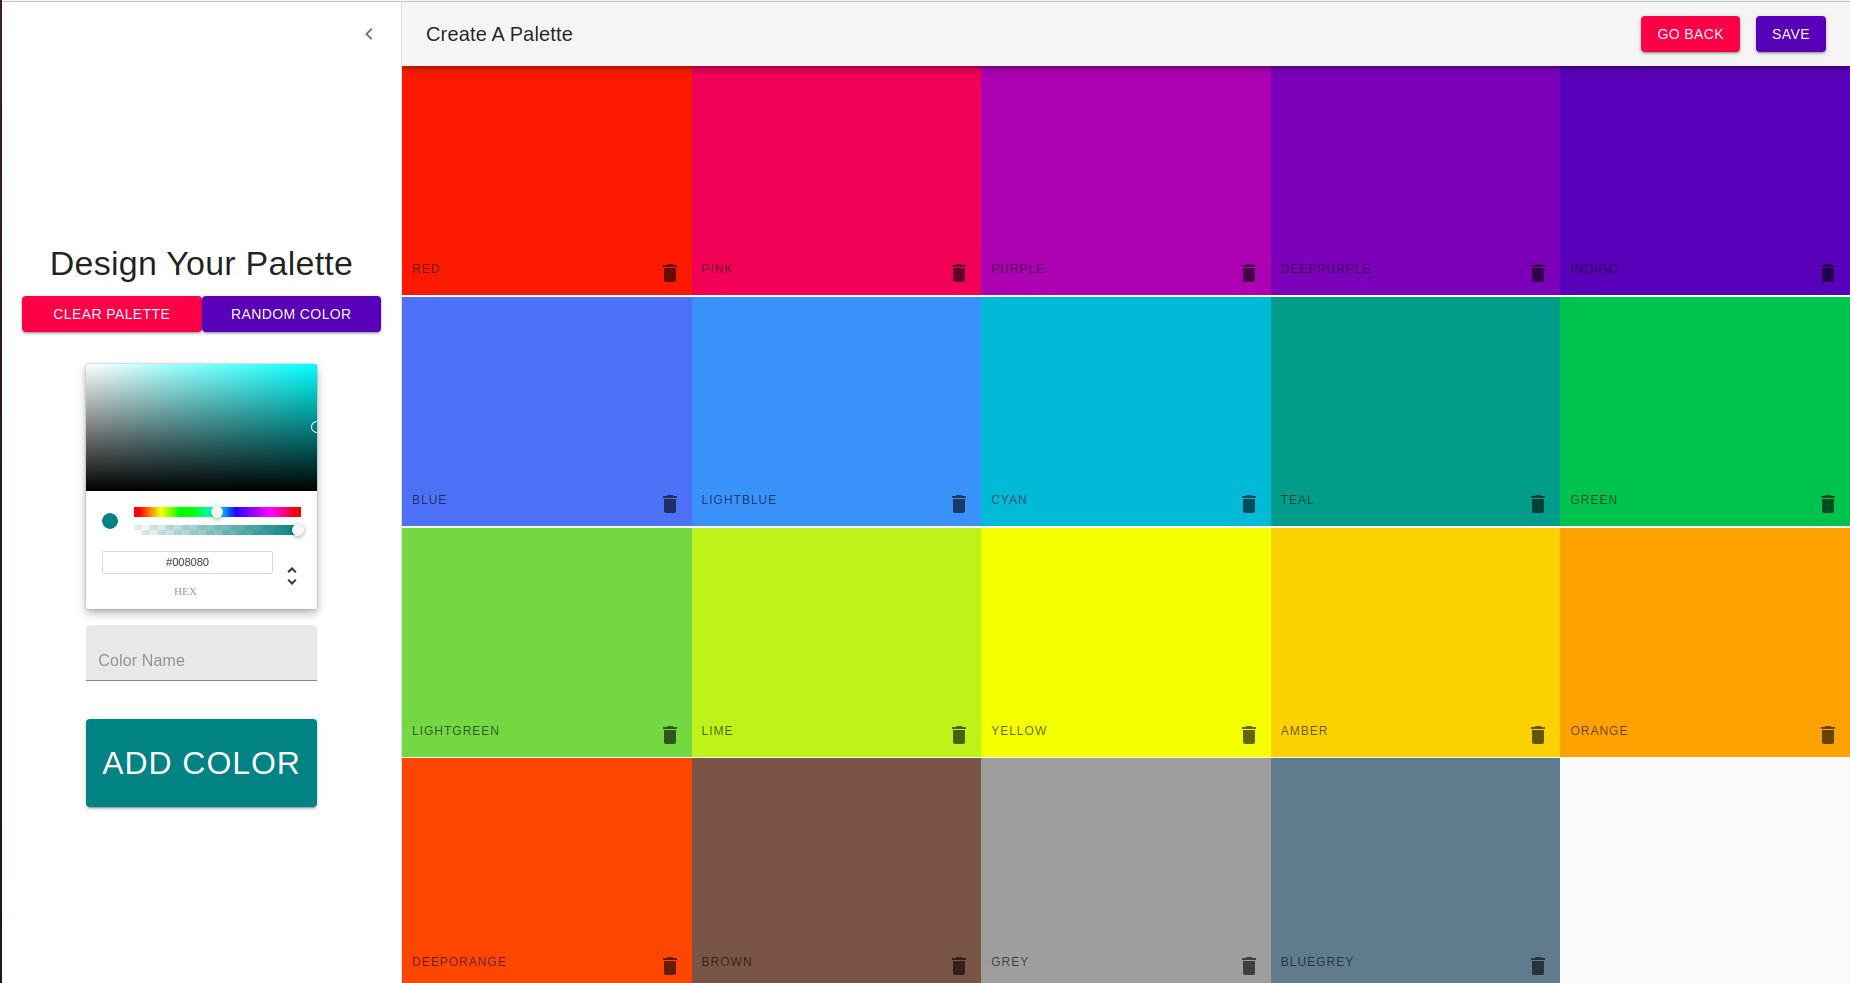 Create A Palette
GO BACK
SAVE
Design Your Palette
CLEAR PALETTE
RANDOM COLOR
#008080
HEX
Color Name
ADD COLOR
RED
PINK
PURPLE
DEEPPURPLE
INDIGO
BLUE
LIGHTBLUE
CYAN
TEAL
GREEN
LIGHTGREEN
LIME
YELLOW
AMBER
ORANGE
DEEPORANGE
BROWN
GREY
BLUEGREY